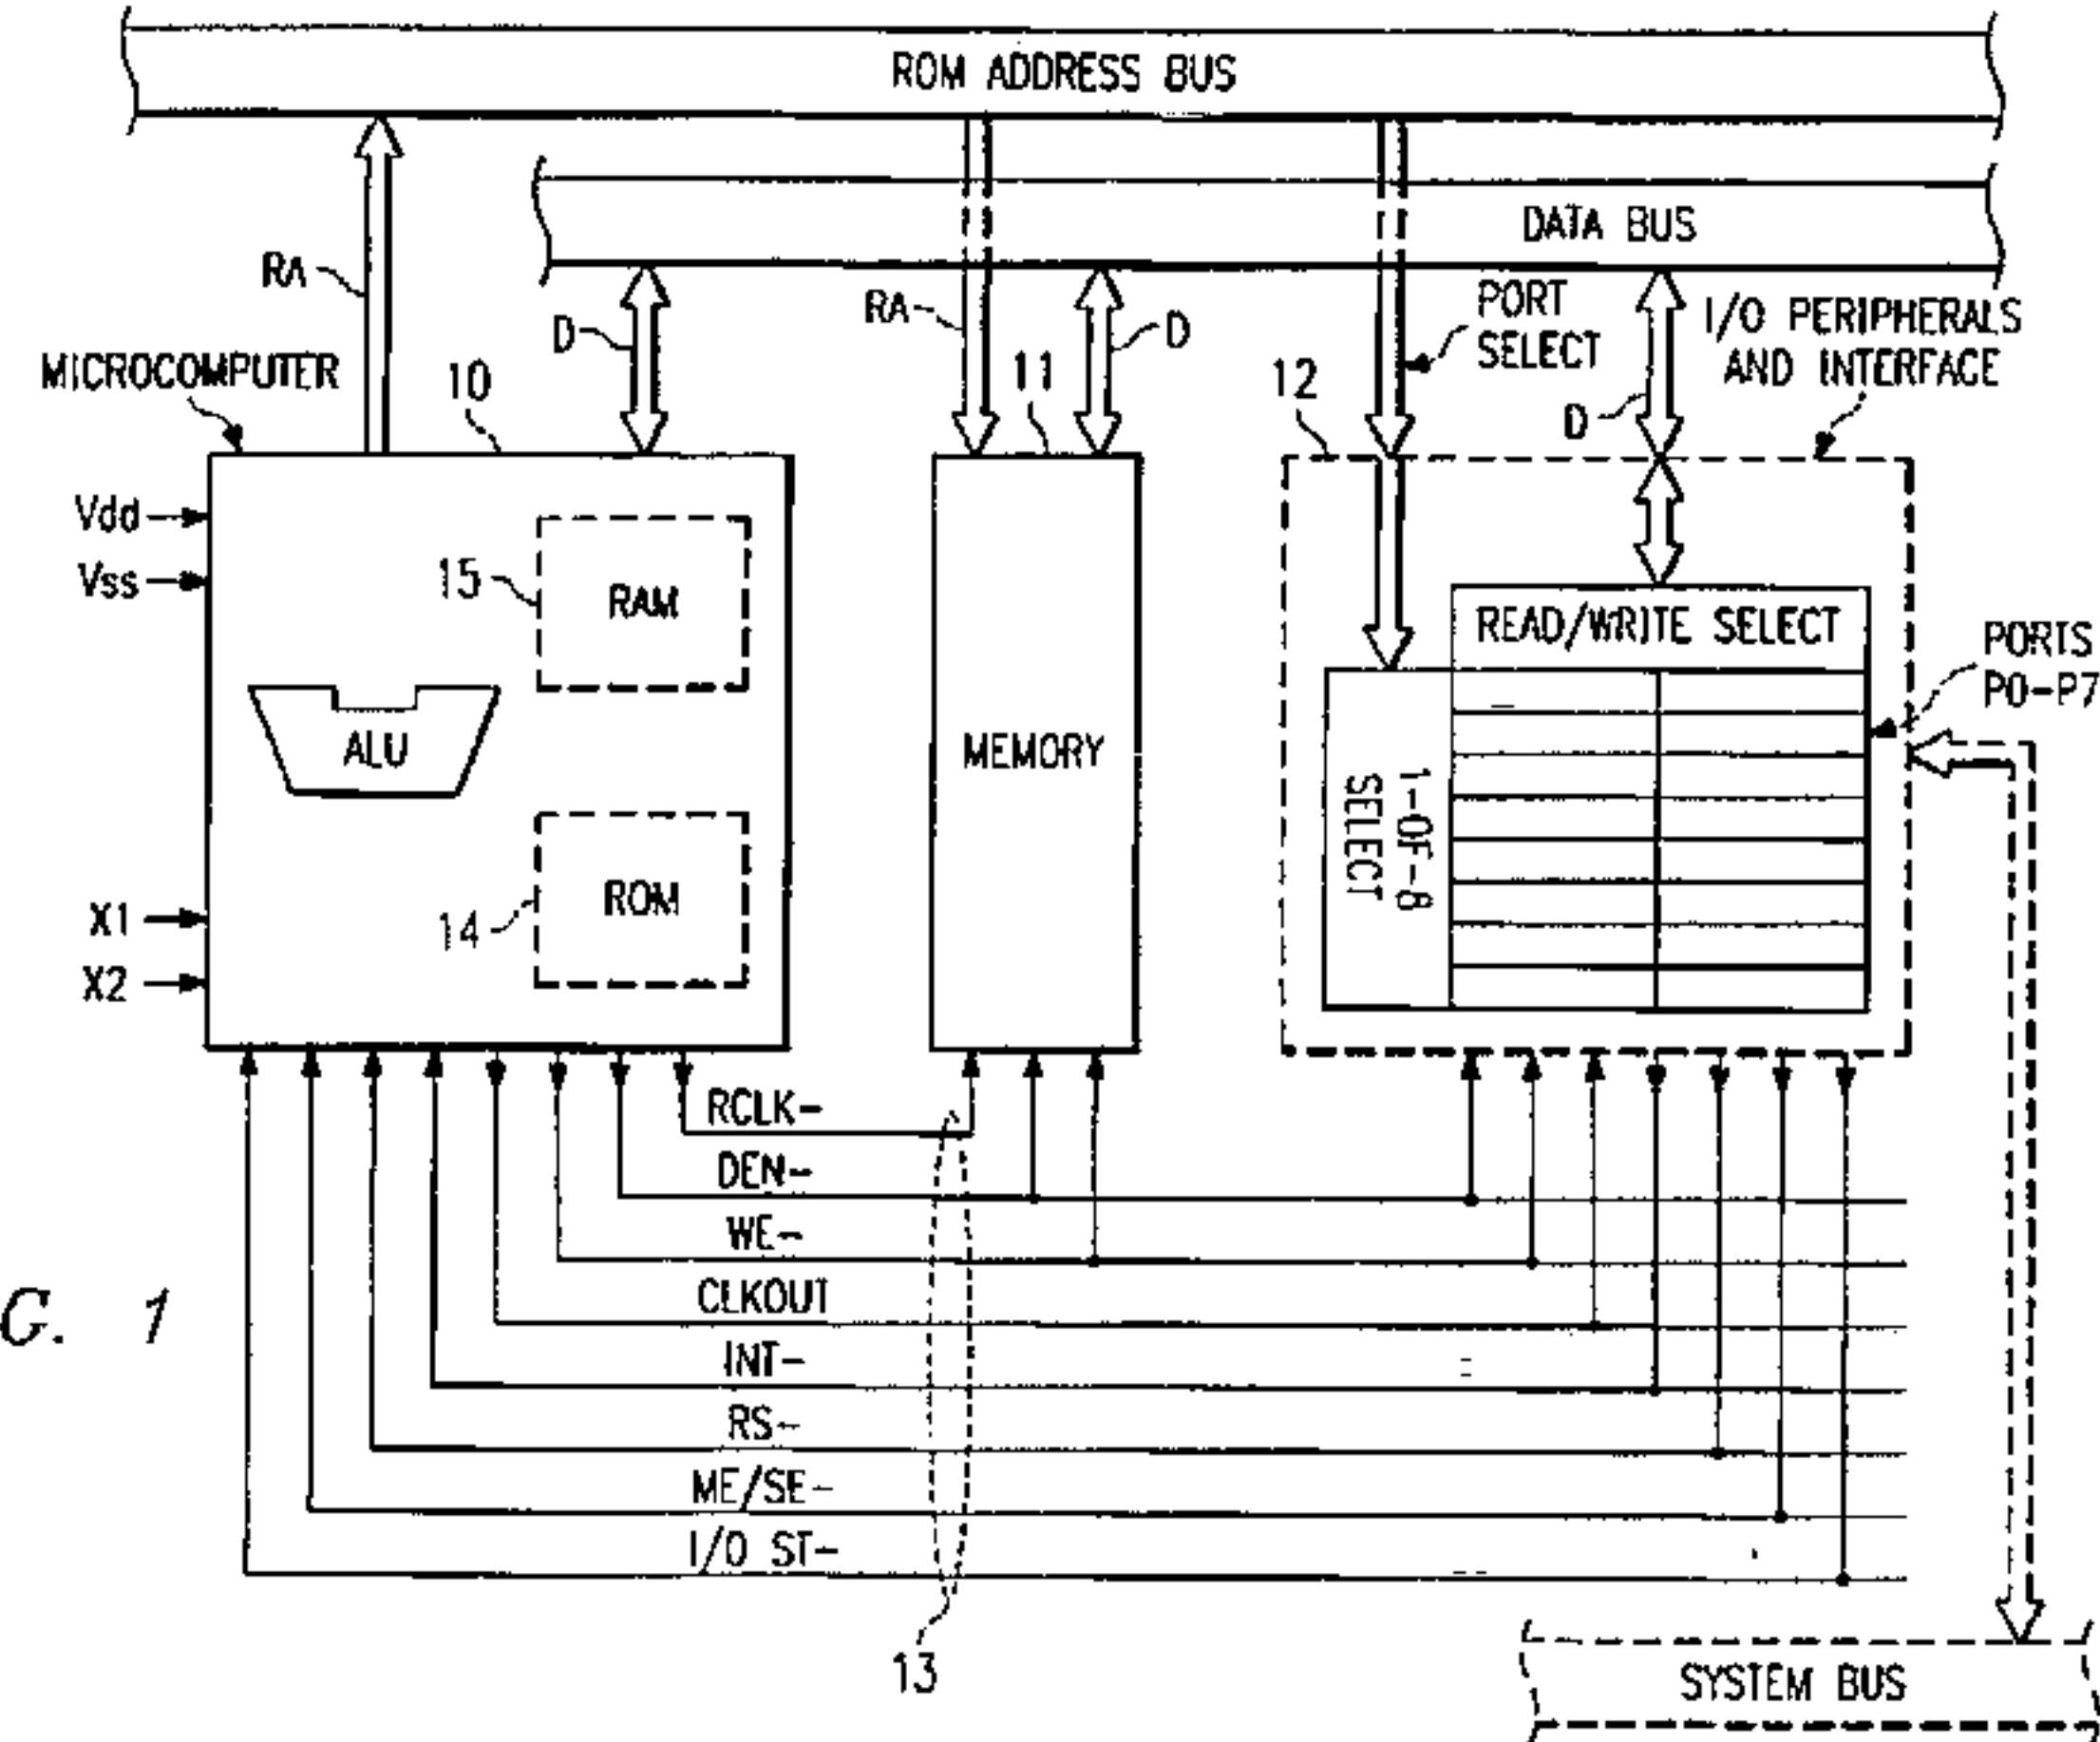 ROM ADDRESS BUS
DATA BUS
RA
D
RA
D
PORT
SELECT
I/O PERIPHERALS
AND INTERFACE
D
MICROCOMPUTER
10
11
12
Vdd
Vss
15
RAM
READ/WRITE SELECT
PORTS
P0-P7
ALU
MEMORY
1-OF-8
SELECT
X1
14
ROM
X2
RCLK-
DEN-
WE-
CLKOUT
G. 1
INT-
RS-
ME/SE-
I/O ST-
13
SYSTEM BUS